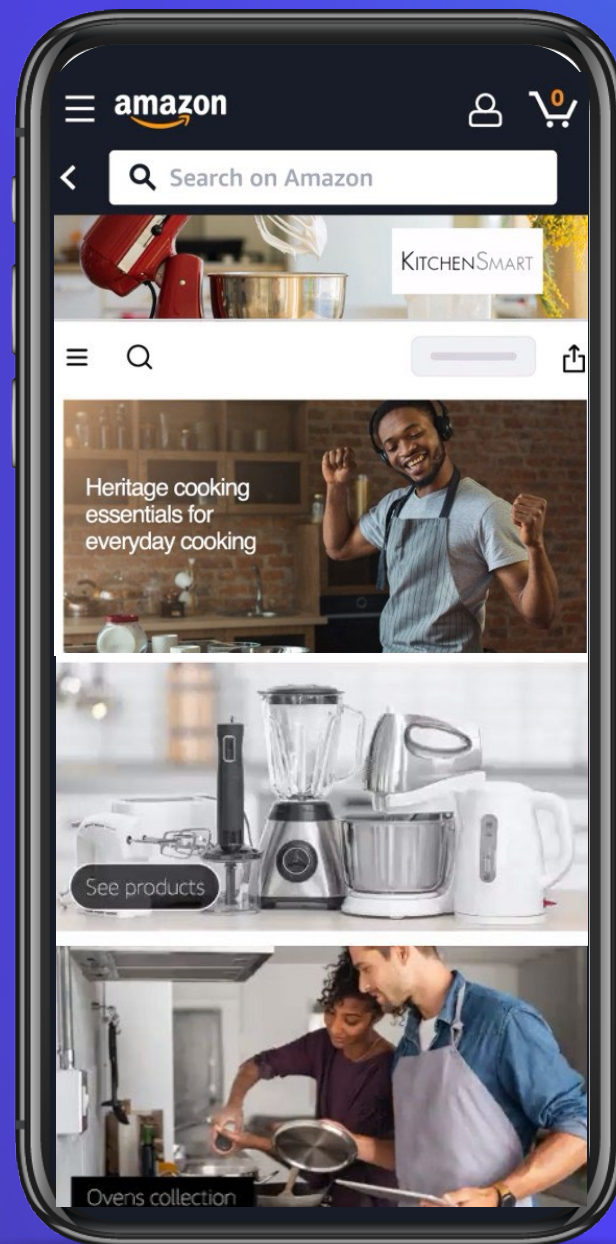 amazon
0
Search on Amazon
KITCHENSMART
Heritage cooking
essentials for
everyday cooking
See products
Ovens collection